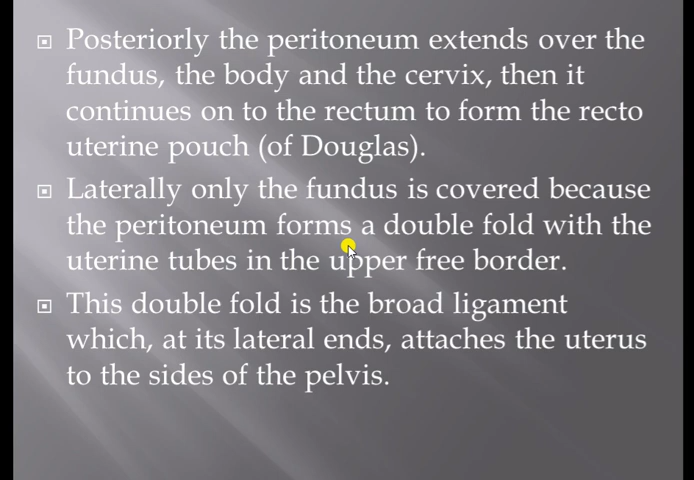 Posteriorly the peritoneum extends over the
fundus, the body and the cervix, then it
continues on to the rectum to form the recto
uterine pouch (of Douglas).
Laterally only the fundus is covered because
the peritoneum forms a double fold with the
uterine tubes in the upper free border.
This double fold is the broad ligament
which, at its lateral ends, attaches the uterus
to the sides of the pelvis.